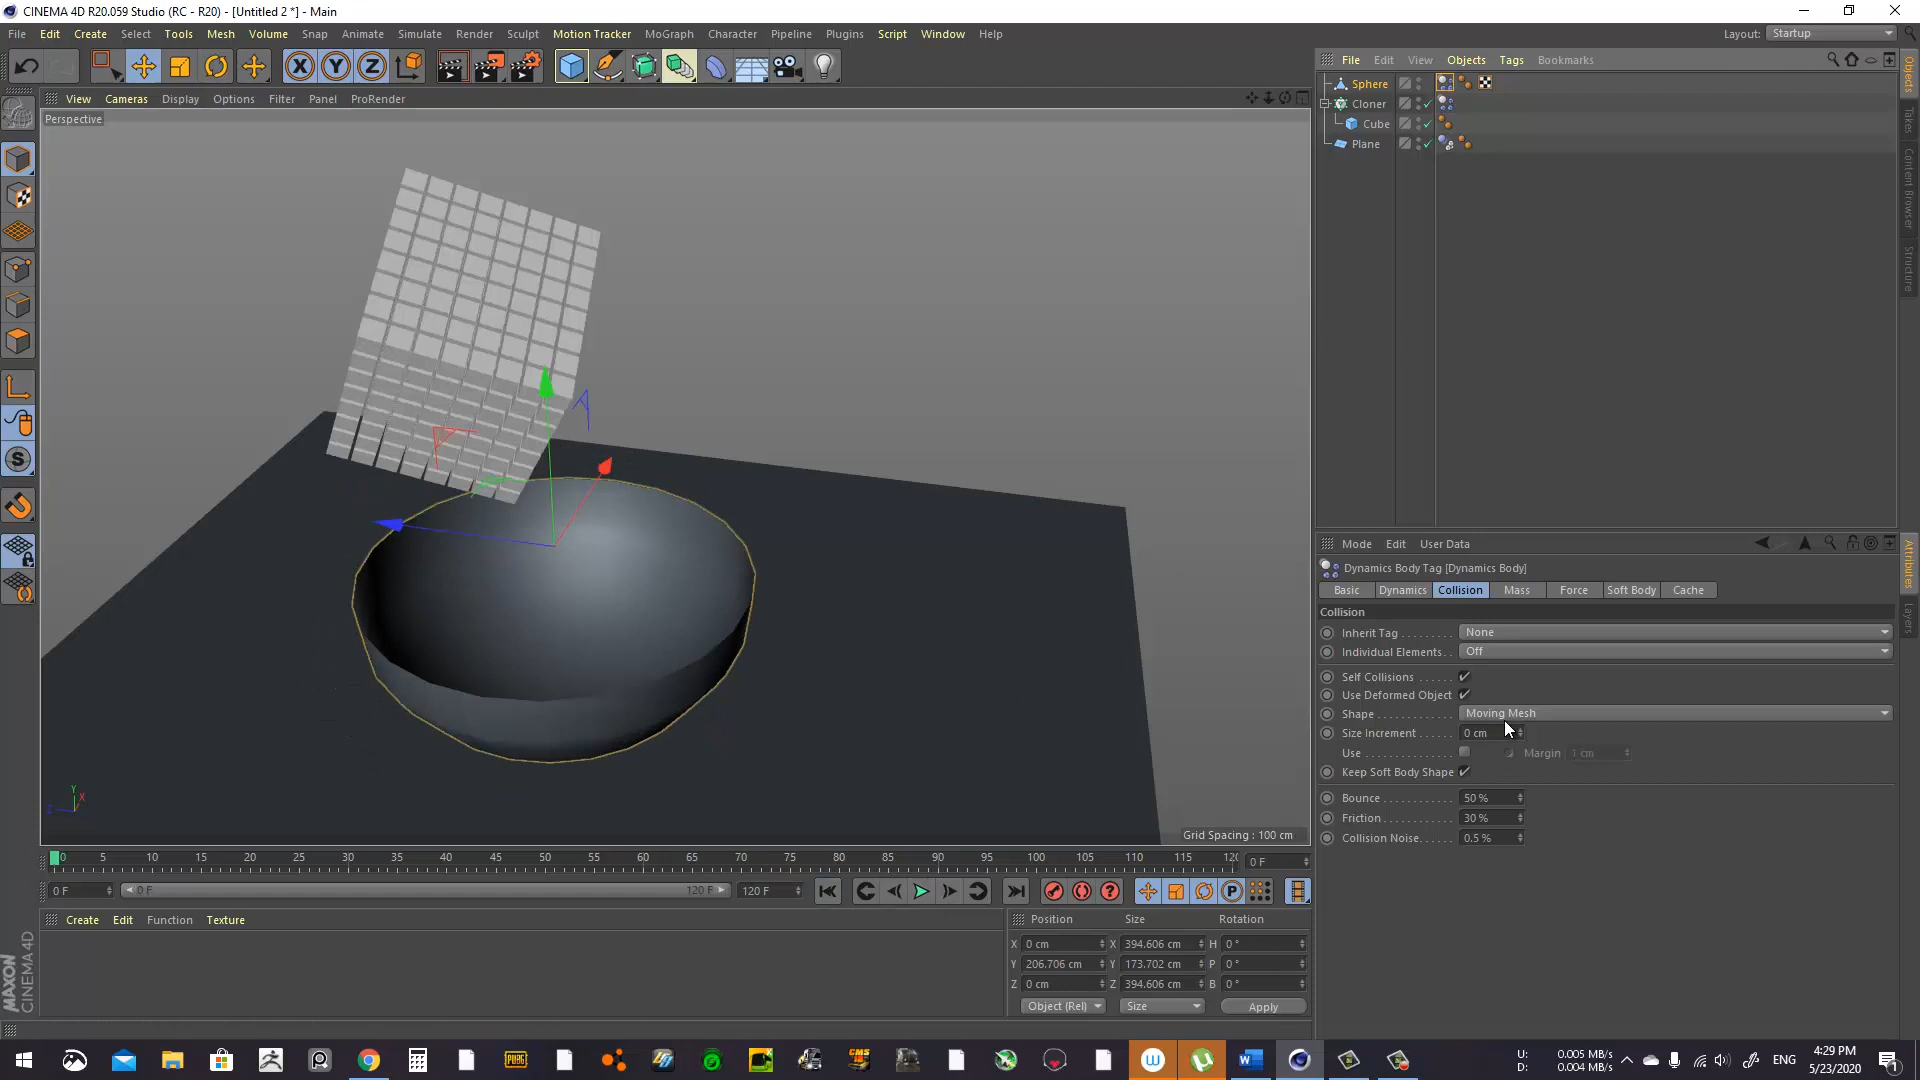 CINEMA 4D R20.059 Studio (RC - R20) - [Untitled 2 *] - Main
File Edit Create Select Tools Mesh Volume Snap Animate Simulate Render Sculpt Motion Tracker MoGraph Character Pipeline Plugins Script Window Help
Layout: Startup
View Cameras Display Options Filter Panel ProRender
Perspective
File Edit View Objects Tags Bookmarks
Sphere
Cloner
Cube
Plane
Objects
Takes
Content Browser
Structure
Mode Edit User Data
Dynamics Body Tag [Dynamics Body]
Basic Dynamics Collision Mass Force Soft Body Cache
Collision
Inherit Tag None
Individual Elements Off
Self Collisions
Use Deformed Object
Shape Moving Mesh
Size Increment 0 cm
Use Margin 1 cm
Keep Soft Body Shape
Bounce 50 %
Friction 30 %
Collision Noise 0.5 %
Attributes
Layers
Y
X
Z
Grid Spacing : 100 cm
0 5 10 15 20 25 30 35 40 45 50 55 60 65 70 75 80 85 90 95 100 105 110 115 120
0 F
0 F 0 F 120 F 120 F
Create Edit Function Texture
Position Size Rotation
X 0 cm X 394.606 cm H 0 °
Y 206.706 cm Y 173.702 cm P 0 °
Z 0 cm Z 394.606 cm B 0 °
Object (Rel) Size Apply
MAXON
CINEMA 4D
U: 0.005 MB/s
D: 0.004 MB/s
ENG
4:29 PM
5/23/2020